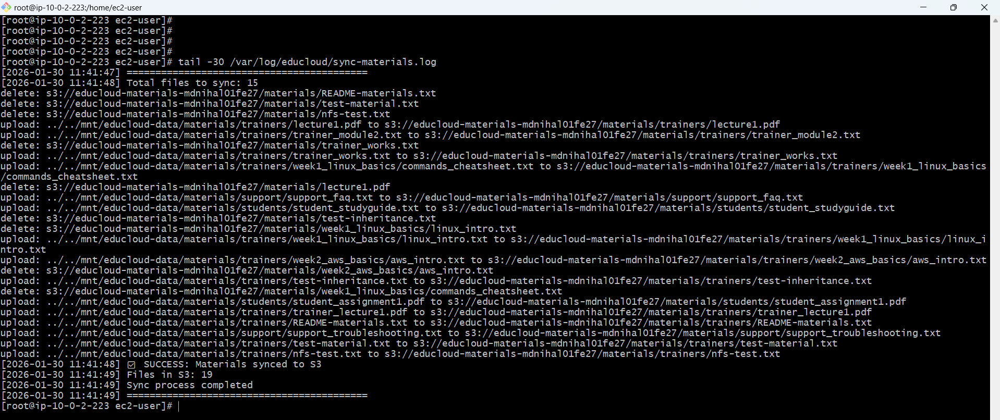 root@ip-10-0-2-223:/home/ec2-user
[root@ip-10-0-2-223 ec2-user]#
[root@ip-10-0-2-223 ec2-user]#
[root@ip-10-0-2-223 ec2-user]#
[root@ip-10-0-2-223 ec2-user]#
[root@ip-10-0-2-223 ec2-user]# tail -30 /var/log/educloud/sync-materials.log
[2026-01-30 11:41:47] ==========================================
[2026-01-30 11:41:48] Total files to sync: 15
delete: s3://educloud-materials-mdnihal01fe27/materials/README-materials.txt
delete: s3://educloud-materials-mdnihal01fe27/materials/test-material.txt
delete: s3://educloud-materials-mdnihal01fe27/materials/nfs-test.txt
upload: ../../mnt/educloud-data/materials/trainers/lecture1.pdf to s3://educloud-materials-mdnihal01fe27/materials/trainers/lecture1.pdf
upload: ../../mnt/educloud-data/materials/trainers/trainer_module2.txt to s3://educloud-materials-mdnihal01fe27/materials/trainers/trainer_module2.txt
delete: s3://educloud-materials-mdnihal01fe27/materials/trainer_works.txt
upload: ../../mnt/educloud-data/materials/trainers/trainer_works.txt to s3://educloud-materials-mdnihal01fe27/materials/trainers/trainer_works.txt
upload: ../../mnt/educloud-data/materials/trainers/week1_linux_basics/commands_cheatsheet.txt to s3://educloud-materials-mdnihal01fe27/materials/trainers/week1_linux_basics
/commands_cheatsheet.txt
delete: s3://educloud-materials-mdnihal01fe27/materials/lecture1.pdf
upload: ../../mnt/educloud-data/materials/support/support_faq.txt to s3://educloud-materials-mdnihal01fe27/materials/support/support_faq.txt
upload: ../../mnt/educloud-data/materials/students/student_studyguide.txt to s3://educloud-materials-mdnihal01fe27/materials/students/student_studyguide.txt
delete: s3://educloud-materials-mdnihal01fe27/materials/test-inheritance.txt
delete: s3://educloud-materials-mdnihal01fe27/materials/week1_linux_basics/linux_intro.txt
upload: ../../mnt/educloud-data/materials/trainers/week1_linux_basics/linux_intro.txt to s3://educloud-materials-mdnihal01fe27/materials/trainers/week1_linux_basics/linux_i
ntro.txt
upload: ../../mnt/educloud-data/materials/trainers/week2_aws_basics/aws_intro.txt to s3://educloud-materials-mdnihal01fe27/materials/trainers/week2_aws_basics/aws_intro.txt
delete: s3://educloud-materials-mdnihal01fe27/materials/week2_aws_basics/aws_intro.txt
upload: ../../mnt/educloud-data/materials/trainers/test-inheritance.txt to s3://educloud-materials-mdnihal01fe27/materials/trainers/test-inheritance.txt
delete: s3://educloud-materials-mdnihal01fe27/materials/week1_linux_basics/commands_cheatsheet.txt
upload: ../../mnt/educloud-data/materials/students/student_assignment1.pdf to s3://educloud-materials-mdnihal01fe27/materials/students/student_assignment1.pdf
upload: ../../mnt/educloud-data/materials/trainers/trainer_lecture1.pdf to s3://educloud-materials-mdnihal01fe27/materials/trainers/trainer_lecture1.pdf
upload: ../../mnt/educloud-data/materials/trainers/README-materials.txt to s3://educloud-materials-mdnihal01fe27/materials/trainers/README-materials.txt
upload: ../../mnt/educloud-data/materials/support/support_troubleshooting.txt to s3://educloud-materials-mdnihal01fe27/materials/support/support_troubleshooting.txt
upload: ../../mnt/educloud-data/materials/trainers/test-material.txt to s3://educloud-materials-mdnihal01fe27/materials/trainers/test-material.txt
upload: ../../mnt/educloud-data/materials/trainers/nfs-test.txt to s3://educloud-materials-mdnihal01fe27/materials/trainers/nfs-test.txt
[2026-01-30 11:41:48] ☑ SUCCESS: Materials synced to S3
[2026-01-30 11:41:49] Files in S3: 19
[2026-01-30 11:41:49] Sync process completed
[2026-01-30 11:41:49] ==========================================
[root@ip-10-0-2-223 ec2-user]#